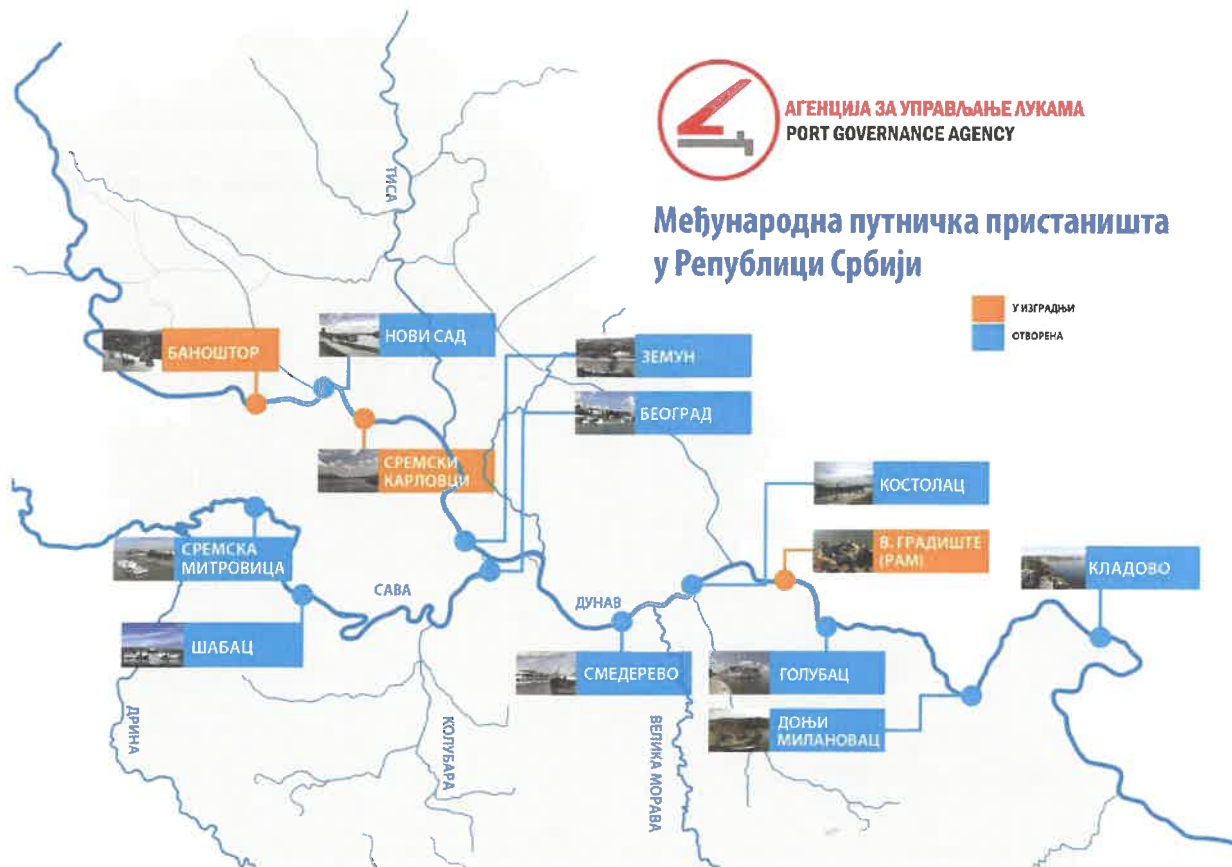 АГЕНЦИЈА ЗА УПРАВЉАЊЕ ЛУКАМА
PORT GOVERNANCE AGENCY
Међународна путничка пристаништа
у Републици Србији
У ИЗГРАДЊИ
ОТВОРЕНА
ТИСА
БАНОШТОР
НОВИ САД
ЗЕМУН
БЕОГРАД
СРЕМСКИ
КАРЛОВЦИ
КОСТОЛАЦ
В. ГРАДИШТЕ
(РАМ)
КЛАДОВО
СРЕМСКА
МИТРОВИЦА
САВА
ДУНАВ
ШАБАЦ
СМЕДЕРЕВО
ГОЛУБАЦ
ДОЊИ
МИЛАНОВАЦ
ДРИНА
КОЛУБАРА
ВЕЛИКА МОРАВА